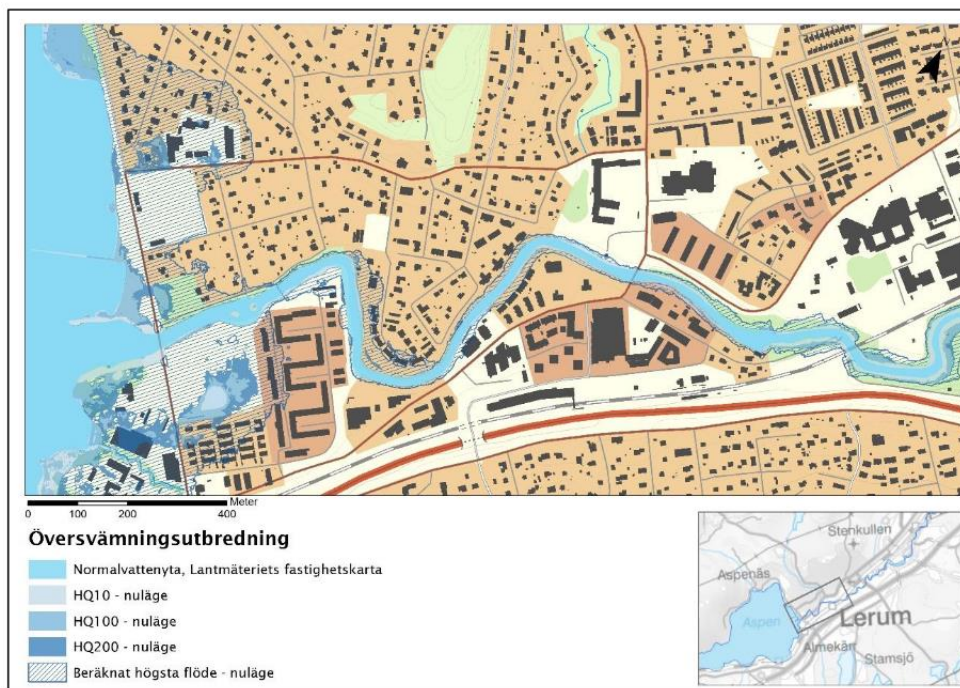 Meter
0 100 200 400
Översvämningsutbredning
Normalvattenyta, Lantmäteriets fastighetskarta
HQ10 - nuläge
HQ100 - nuläge
HQ200 - nuläge
Beräknat högsta flöde - nuläge
Stenkullen
Aspenäs
Aspen
Lerum
Almekärr
Stamsjö